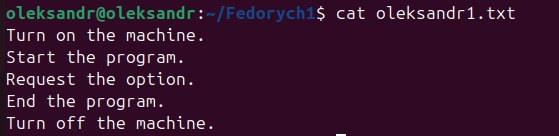 oleksandr@oleksandr:~/Fedorych1$ cat oleksandr1.txt
Turn on the machine.
Start the program.
Request the option.
End the program.
Turn off the machine.